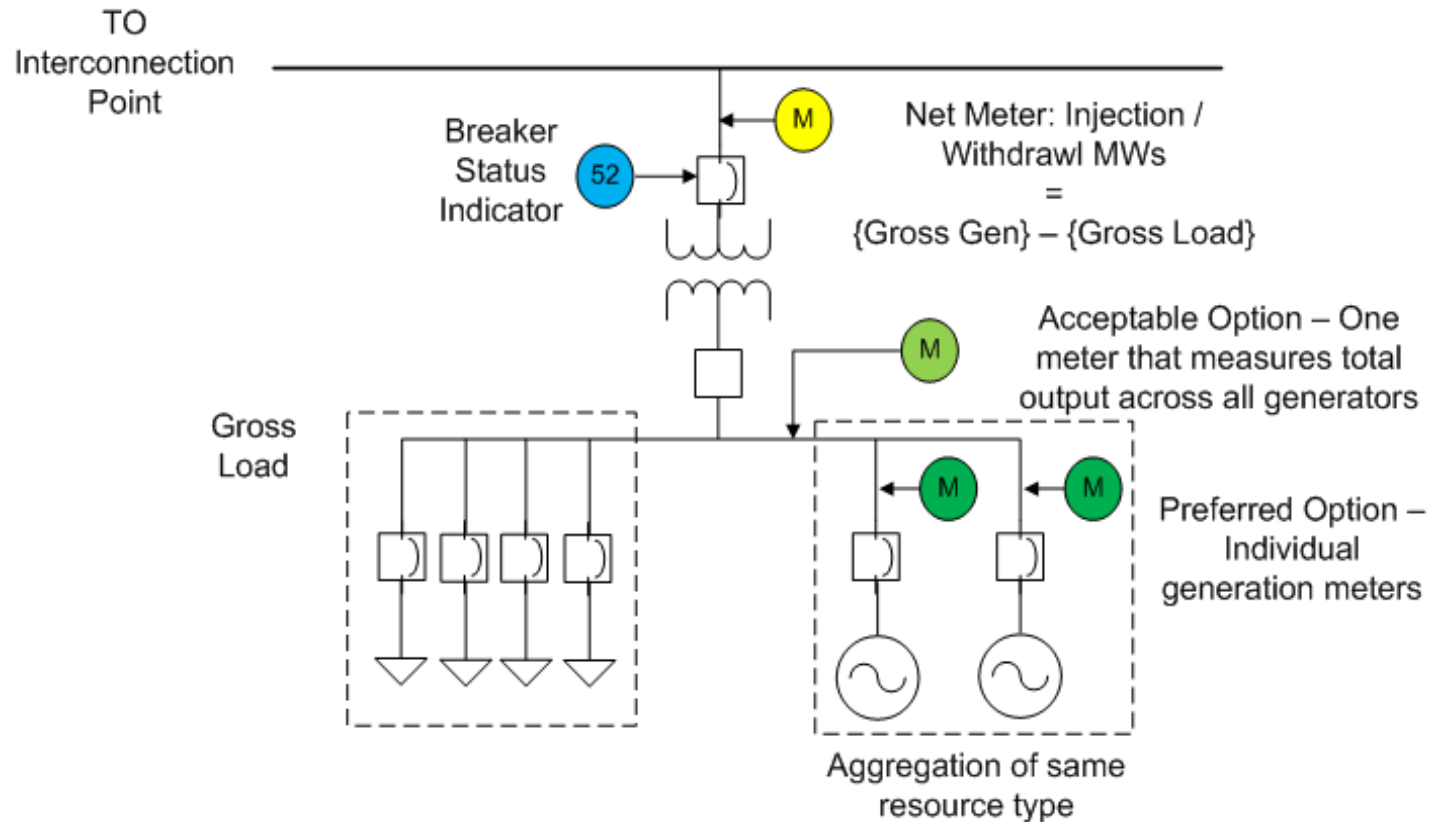 TO
Interconnection
Point
M
Net Meter: Injection /
Withdrawl MWs
=
{Gross Gen} – {Gross Load}
Breaker
Status
Indicator
52
M
Acceptable Option – One
meter that measures total
output across all generators
Gross
Load
M
M
Preferred Option –
Individual
generation meters
Aggregation of same
resource type